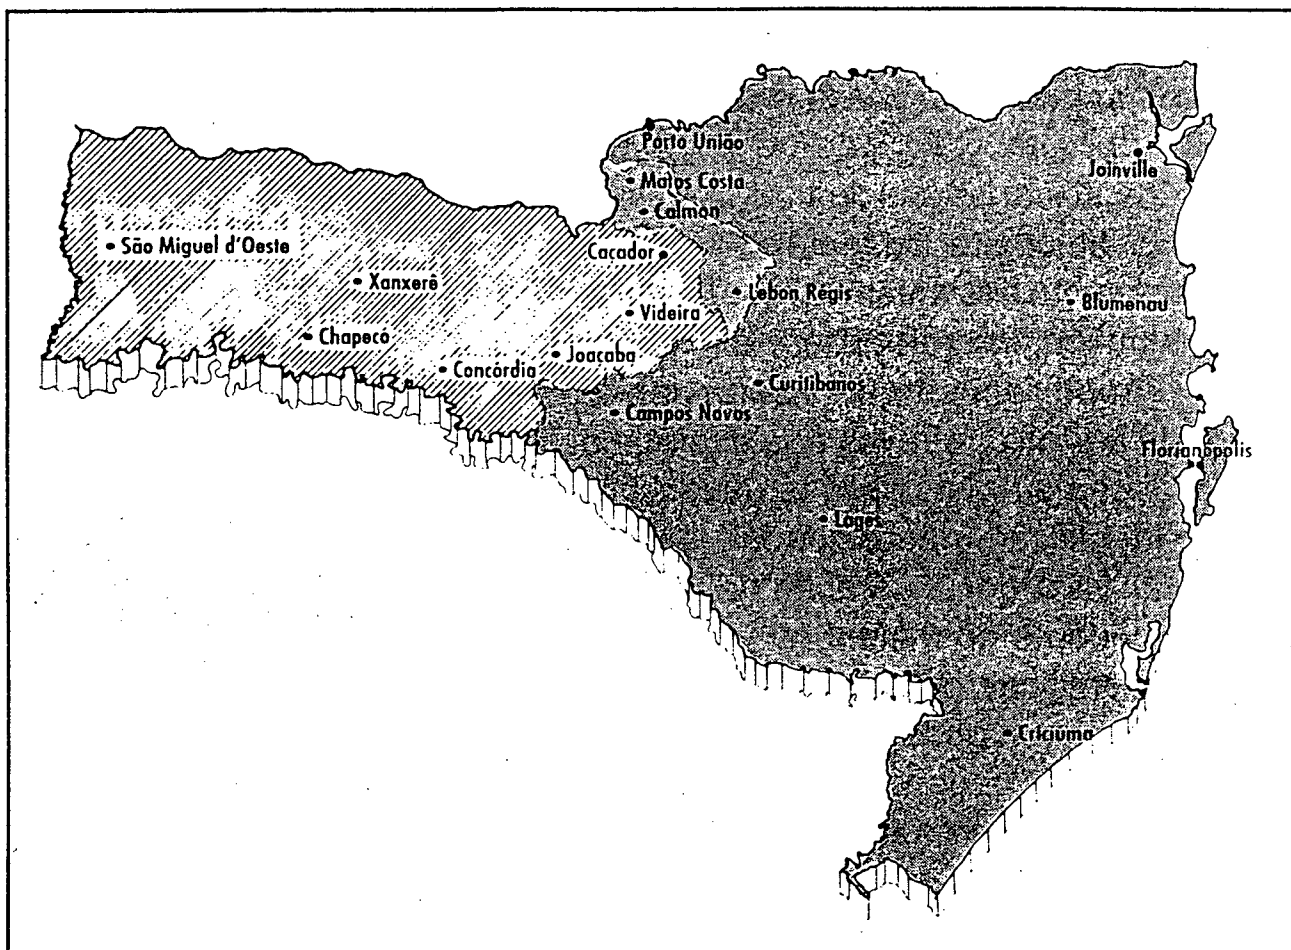 Porto União
Joinville
Matos Costa
Calmon
São Miguel d'Oeste
Caçador
Xanxerê
Lebon Régis
Blumenau
Videira
Chapecó
Joaçaba
Concórdia
Curitibanos
Campos Novos
Florianópolis
Lages
Criciúma